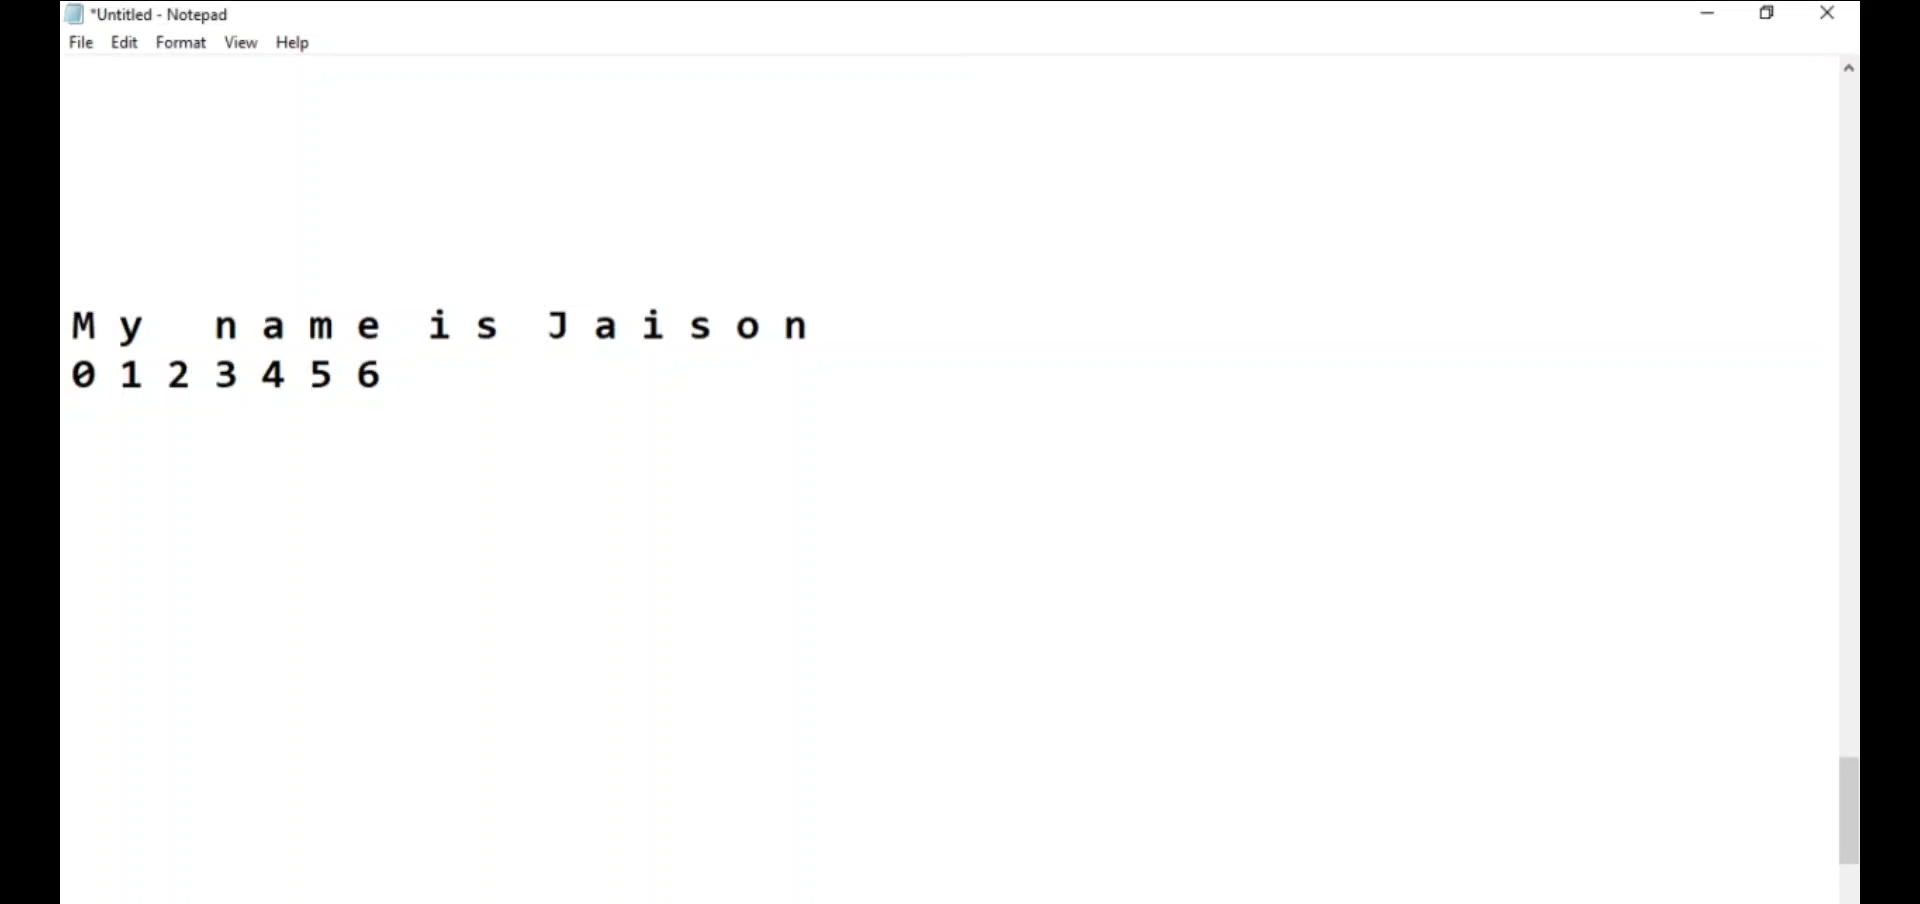 *Untitled - Notepad
File Edit Format View Help
M y   n a m e  i s  J a i s o n
0 1 2 3 4 5 6